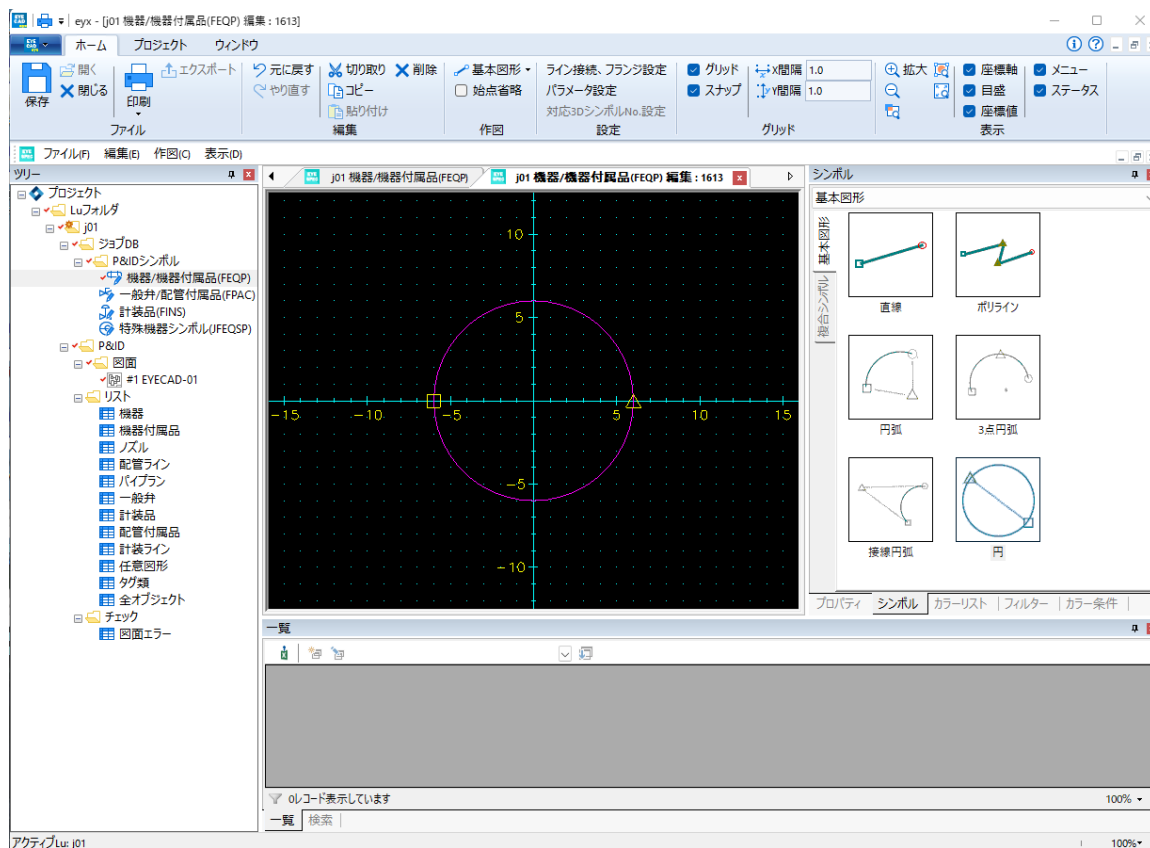 eyx - [j01 機器/機器付属品(FEQP) 編集 : 1613]
ホーム プロジェクト ウィンドウ
開く エクスポート 元に戻す 切り取り 削除 基本図形 ライン接続、フランジ設定 グリッド X間隔 1.0 拡大 座標軸 メニュー
保存 閉じる 印刷 やり直す コピー 始点省略 パラメータ設定 スナップ Y間隔 1.0 目盛 ステータス
貼り付け 対応3DシンボルNo.設定 座標値
ファイル 編集 作図 設定 グリッド 表示
ファイル(F) 編集(E) 作図(C) 表示(D)
ツリー
プロジェクト
Luフォルダ
j01
ジョブDB
P&IDシンボル
機器/機器付属品(FEQP)
一般弁/配管付属品(FPAC)
計装品(FINS)
特殊機器シンボル(JFEQSP)
P&ID
図面
#1 EYECAD-01
リスト
機器
機器付属品
ノズル
配管ライン
パイプラン
一般弁
計装品
配管付属品
計装ライン
任意図形
タグ類
全オブジェクト
チェック
図面エラー
j01 機器/機器付属品(FEQP) j01 機器/機器付属品(FEQP) 編集 : 1613
10
5
-15 -10 -5 5 10 15
-5
-10
シンボル
基本図形
基本図形
複合シンボル
直線 ポリライン
円弧 3点円弧
接線円弧 円
プロパティ シンボル カラーリスト フィルター カラー条件
一覧
0レコード表示しています 100%
一覧 検索
アクティブLu: j01 100%